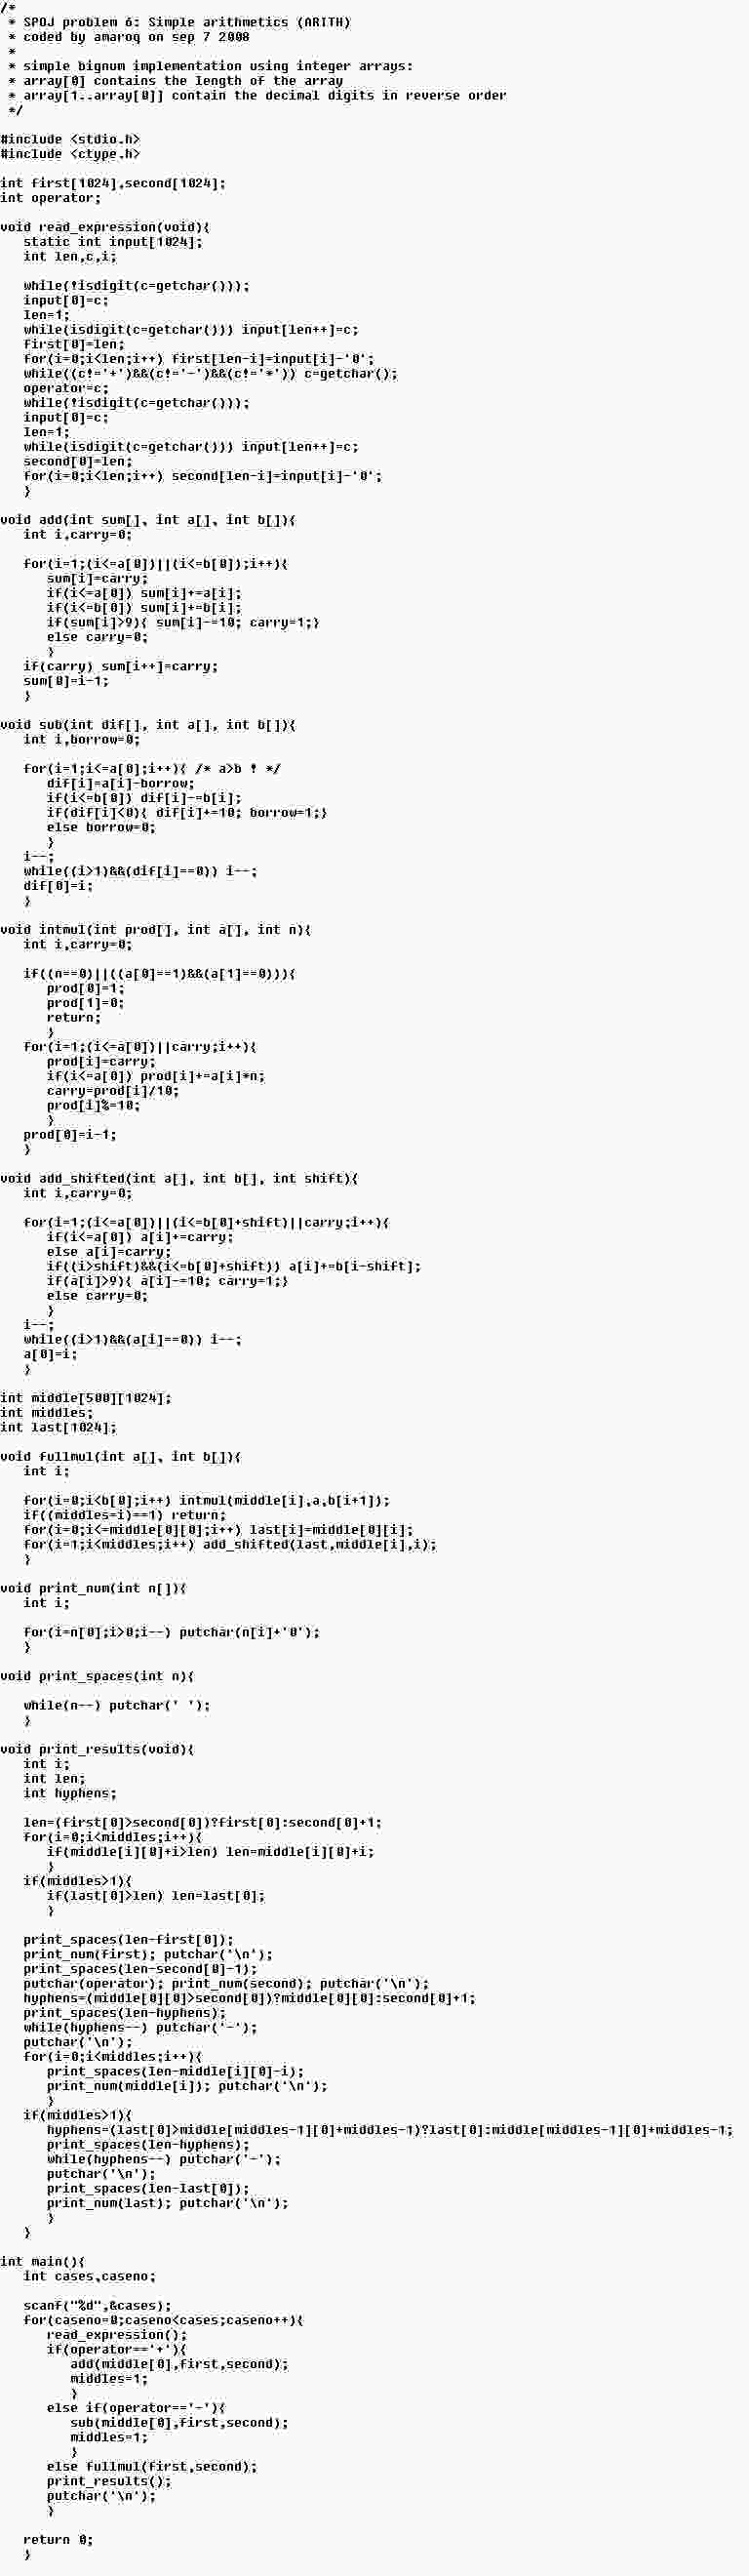 /*
 * SPOJ problem 6: Simple arithmetics (ARITH)
 * coded by amaroq on sep 7 2008
 *
 * simple bignum implementation using integer arrays:
 * array[0] contains the length of the array
 * array[1..array[0]] contain the decimal digits in reverse order
 */

#include <stdio.h>
#include <ctype.h>

int first[1024],second[1024];
int operator;

void read_expression(void){
   static int input[1024];
   int len,c,i;

   while(!isdigit(c=getchar()));
   input[0]=c;
   len=1;
   while(isdigit(c=getchar())) input[len++]=c;
   first[0]=len;
   for(i=0;i<len;i++) first[len-i]=input[i]-'0';
   while((c!='+')&&(c!='-')&&(c!='*')) c=getchar();
   operator=c;
   while(!isdigit(c=getchar()));
   input[0]=c;
   len=1;
   while(isdigit(c=getchar())) input[len++]=c;
   second[0]=len;
   for(i=0;i<len;i++) second[len-i]=input[i]-'0';
   }

void add(int sum[], int a[], int b[]){
   int i,carry=0;

   for(i=1;(i<=a[0])||(i<=b[0]);i++){
      sum[i]=carry;
      if(i<=a[0]) sum[i]+=a[i];
      if(i<=b[0]) sum[i]+=b[i];
      if(sum[i]>9){ sum[i]-=10; carry=1;}
      else carry=0;
      }
   if(carry) sum[i++]=carry;
   sum[0]=i-1;
   }

void sub(int dif[], int a[], int b[]){
   int i,borrow=0;

   for(i=1;i<=a[0];i++){ /* a>b ! */
      dif[i]=a[i]-borrow;
      if(i<=b[0]) dif[i]-=b[i];
      if(dif[i]<0){ dif[i]+=10; borrow=1;}
      else borrow=0;
      }
   i--;
   while((i>1)&&(dif[i]==0)) i--;
   dif[0]=i;
   }

void intmul(int prod[], int a[], int n){
   int i,carry=0;

   if((n==0)||((a[0]==1)&&(a[1]==0))){
      prod[0]=1;
      prod[1]=0;
      return;
      }
   for(i=1;(i<=a[0])||carry;i++){
      prod[i]=carry;
      if(i<=a[0]) prod[i]+=a[i]*n;
      carry=prod[i]/10;
      prod[i]%=10;
      }
   prod[0]=i-1;
   }

void add_shifted(int a[], int b[], int shift){
   int i,carry=0;

   for(i=1;(i<=a[0])||(i<=b[0]+shift)||carry;i++){
      if(i<=a[0]) a[i]+=carry;
      else a[i]=carry;
      if((i>shift)&&(i<=b[0]+shift)) a[i]+=b[i-shift];
      if(a[i]>9){ a[i]-=10; carry=1;}
      else carry=0;
      }
   i--;
   while((i>1)&&(a[i]==0)) i--;
   a[0]=i;
   }

int middle[500][1024];
int middles;
int last[1024];

void fullmul(int a[], int b[]){
   int i;

   for(i=0;i<b[0];i++) intmul(middle[i],a,b[i+1]);
   if((middles=i)==1) return;
   for(i=0;i<=middle[0][0];i++) last[i]=middle[0][i];
   for(i=1;i<middles;i++) add_shifted(last,middle[i],i);
   }

void print_num(int n[]){
   int i;

   for(i=n[0];i>0;i--) putchar(n[i]+'0');
   }

void print_spaces(int n){

   while(n--) putchar(' ');
   }

void print_results(void){
   int i;
   int len;
   int hyphens;

   len=(first[0]>second[0])?first[0]:second[0]+1;
   for(i=0;i<middles;i++){
      if(middle[i][0]+i>len) len=middle[i][0]+i;
      }
   if(middles>1){
      if(last[0]>len) len=last[0];
      }

   print_spaces(len-first[0]);
   print_num(first); putchar('\n');
   print_spaces(len-second[0]-1);
   putchar(operator); print_num(second); putchar('\n');
   hyphens=(middle[0][0]>second[0])?middle[0][0]:second[0]+1;
   print_spaces(len-hyphens);
   while(hyphens--) putchar('-');
   putchar('\n');
   for(i=0;i<middles;i++){
      print_spaces(len-middle[i][0]-i);
      print_num(middle[i]); putchar('\n');
      }
   if(middles>1){
      hyphens=(last[0]>middle[middles-1][0]+middles-1)?last[0]:middle[middles-1][0]+middles-1;
      print_spaces(len-hyphens);
      while(hyphens--) putchar('-');
      putchar('\n');
      print_spaces(len-last[0]);
      print_num(last); putchar('\n');
      }
   }

int main(){
   int cases,caseno;

   scanf("%d",&cases);
   for(caseno=0;caseno<cases;caseno++){
      read_expression();
      if(operator=='+'){
         add(middle[0],first,second);
         middles=1;
         }
      else if(operator=='-'){
         sub(middle[0],first,second);
         middles=1;
         }
      else fullmul(first,second);
      print_results();
      putchar('\n');
      }

   return 0;
   }